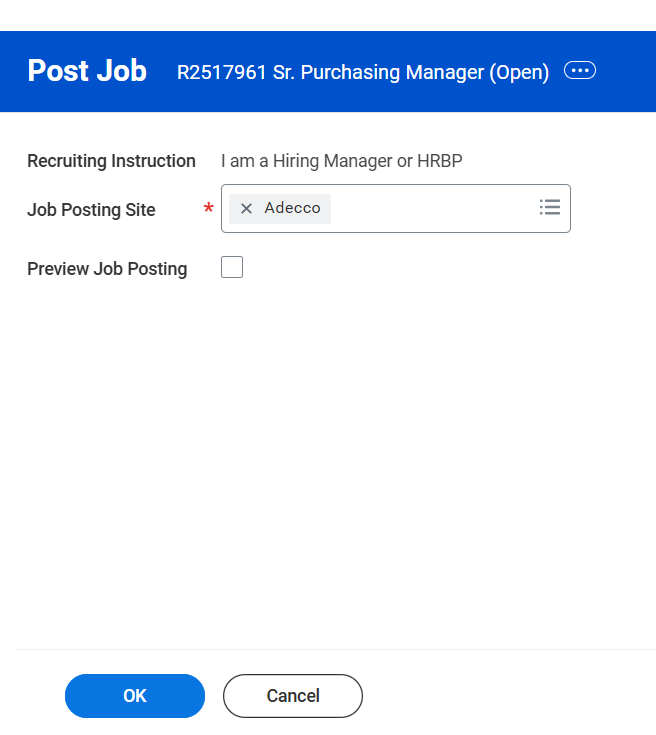 Post Job R2517961 Sr. Purchasing Manager (Open)
Recruiting Instruction I am a Hiring Manager or HRBP
Job Posting Site * Adecco
Preview Job Posting
OK Cancel